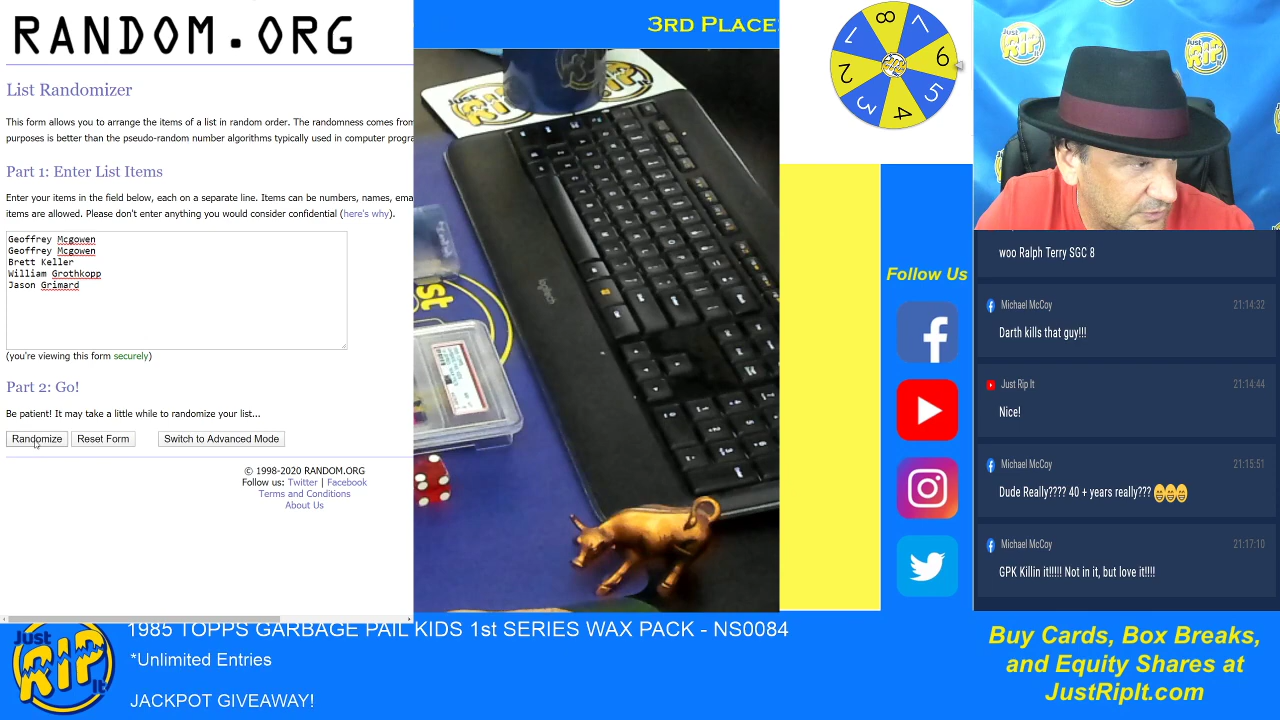 RANDOM.ORG
List Randomizer
This form allows you to arrange the items of a list in random order. The randomness comes from
purposes is better than the pseudo-random number algorithms typically used in computer progra
Part 1: Enter List Items
Enter your items in the field below, each on a separate line. Items can be numbers, names, ema
items are allowed. Please don't enter anything you would consider confidential (here's why).
Geoffrey Mcgowen
Geoffrey Mcgowen
Brett Keller
William Grothkopp
Jason Grimard
(you're viewing this form securely)
Part 2: Go!
Be patient! It may take a little while to randomize your list...
Randomize Reset Form Switch to Advanced Mode
© 1998-2020 RANDOM.ORG
Follow us: Twitter | Facebook
Terms and Conditions
About Us
3RD PLACE:
logitech
8
7
6
5
4
3
2
1
Just RIP It
Just RIP It
Follow Us
woo Ralph Terry SGC 8
Michael McCoy 21:14:32
Darth kills that guy!!!
Just Rip It 21:14:44
Nice!
Michael McCoy 21:15:51
Dude Really???? 40 + years really??? 😁😁😁
Michael McCoy 21:17:10
GPK Killin it!!!!! Not in it, but love it!!!!
Just RIP It
1985 TOPPS GARBAGE PAIL KIDS 1st SERIES WAX PACK - NS0084
*Unlimited Entries
JACKPOT GIVEAWAY!
Buy Cards, Box Breaks,
and Equity Shares at
JustRipIt.com